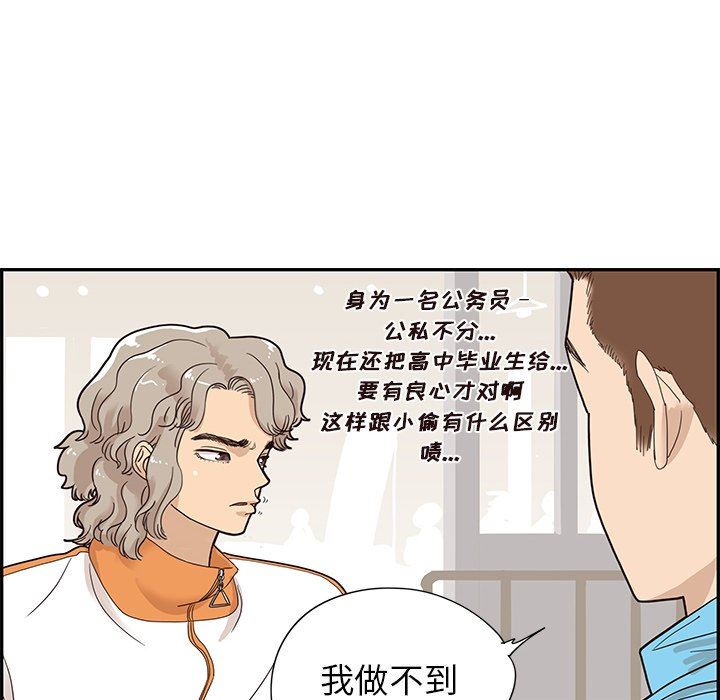 身为一名公务员-
公私不分...
现在还把高中毕业生给...
要有良心才对啊
这样跟小偷有什么区别
啧...
我做不到